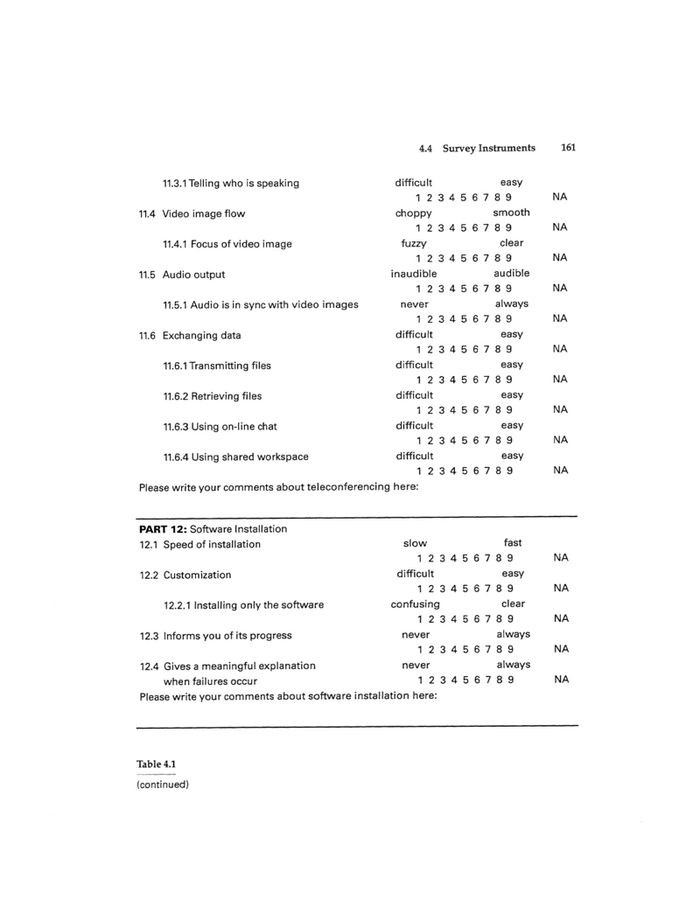 4.4 Survey Instruments 161
11.3.1 Telling who is speaking difficult easy
1 2 3 4 5 6 7 8 9 NA
11.4 Video image flow choppy smooth
1 2 3 4 5 6 7 8 9 NA
11.4.1 Focus of video image fuzzy clear
1 2 3 4 5 6 7 8 9 NA
11.5 Audio output inaudible audible
1 2 3 4 5 6 7 8 9 NA
11.5.1 Audio is in sync with video images never always
1 2 3 4 5 6 7 8 9 NA
11.6 Exchanging data difficult easy
1 2 3 4 5 6 7 8 9 NA
11.6.1 Transmitting files difficult easy
1 2 3 4 5 6 7 8 9 NA
11.6.2 Retrieving files difficult easy
1 2 3 4 5 6 7 8 9 NA
11.6.3 Using on-line chat difficult easy
1 2 3 4 5 6 7 8 9 NA
11.6.4 Using shared workspace difficult easy
1 2 3 4 5 6 7 8 9 NA
Please write your comments about teleconferencing here:
PART 12: Software Installation
12.1 Speed of installation slow fast
1 2 3 4 5 6 7 8 9 NA
12.2 Customization difficult easy
1 2 3 4 5 6 7 8 9 NA
12.2.1 Installing only the software confusing clear
1 2 3 4 5 6 7 8 9 NA
12.3 Informs you of its progress never always
1 2 3 4 5 6 7 8 9 NA
12.4 Gives a meaningful explanation never always
when failures occur 1 2 3 4 5 6 7 8 9 NA
Please write your comments about software installation here:
Table 4.1
(continued)